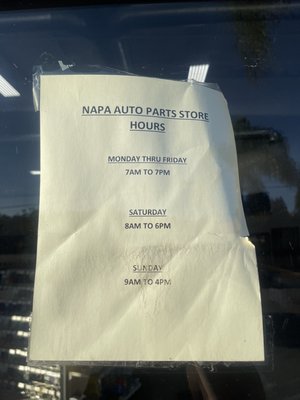 NAPA AUTO PARTS STORE
HOURS
MONDAY THRU FRIDAY
7AM TO 7PM
SATURDAY
8AM TO 6PM
SUNDAY
9AM TO 4PM